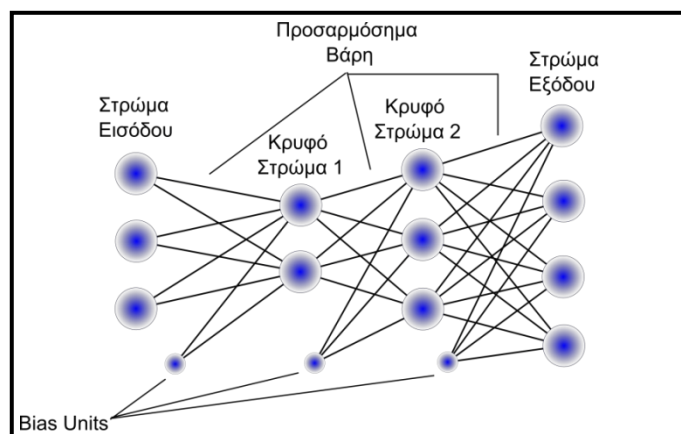 Προσαρμόσημα
Βάρη
Στρώμα
Εξόδου
Στρώμα
Εισόδου
Κρυφό
Στρώμα 1
Κρυφό
Στρώμα 2
Bias Units